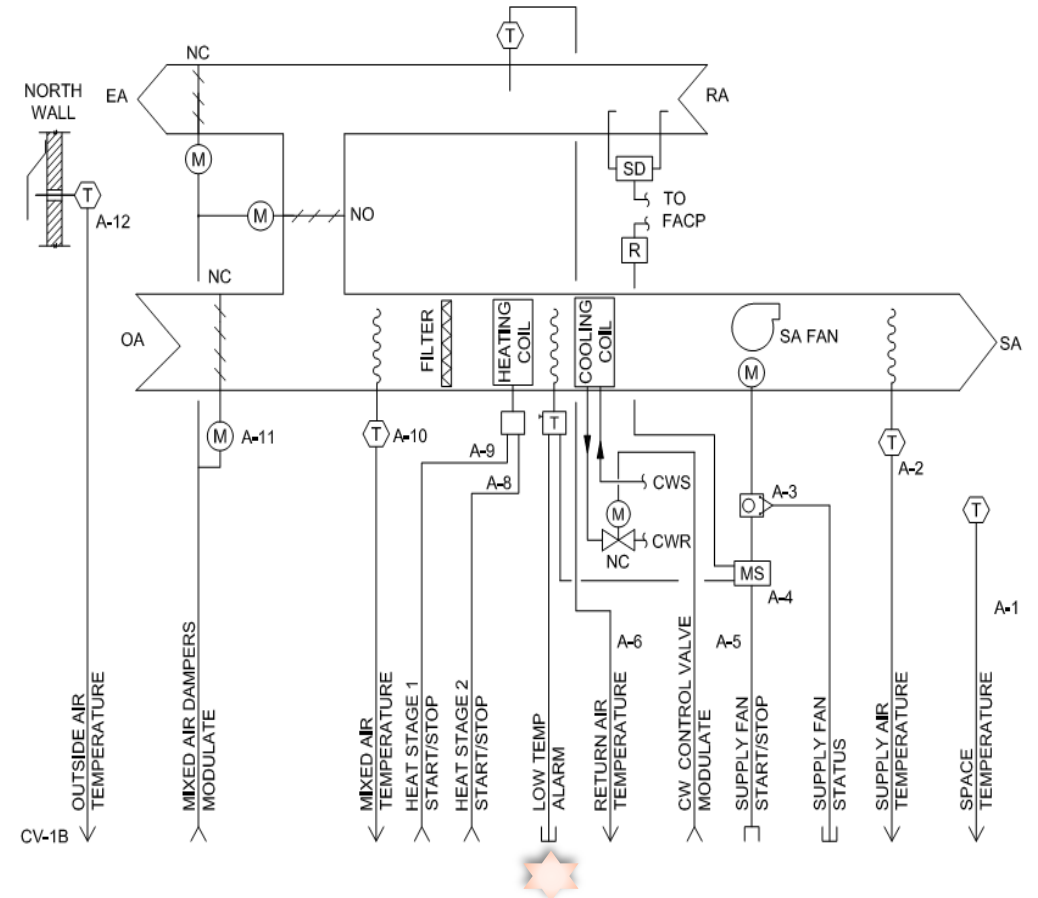 T
NC
NORTH
WALL
EA
RA
M
SD
TO
FACP
T
A-12
M
NO
R
NC
OA
FILTER
HEATING
COIL
COOLING
COIL
SA FAN
SA
M
M
A-11
T
A-10
T
T
A-2
A-9
A-8
CWS
A-3
T
M
CWR
NC
MS
A-4
A-1
A-6
A-5
OUTSIDE AIR
TEMPERATURE
MIXED AIR DAMPERS
MODULATE
MIXED AIR
TEMPERATURE
HEAT STAGE 1
START/STOP
HEAT STAGE 2
START/STOP
LOW TEMP
ALARM
RETURN AIR
TEMPERATURE
CW CONTROL VALVE
MODULATE
SUPPLY FAN
START/STOP
SUPPLY FAN
STATUS
SUPPLY AIR
TEMPERATURE
SPACE
TEMPERATURE
CV-1B